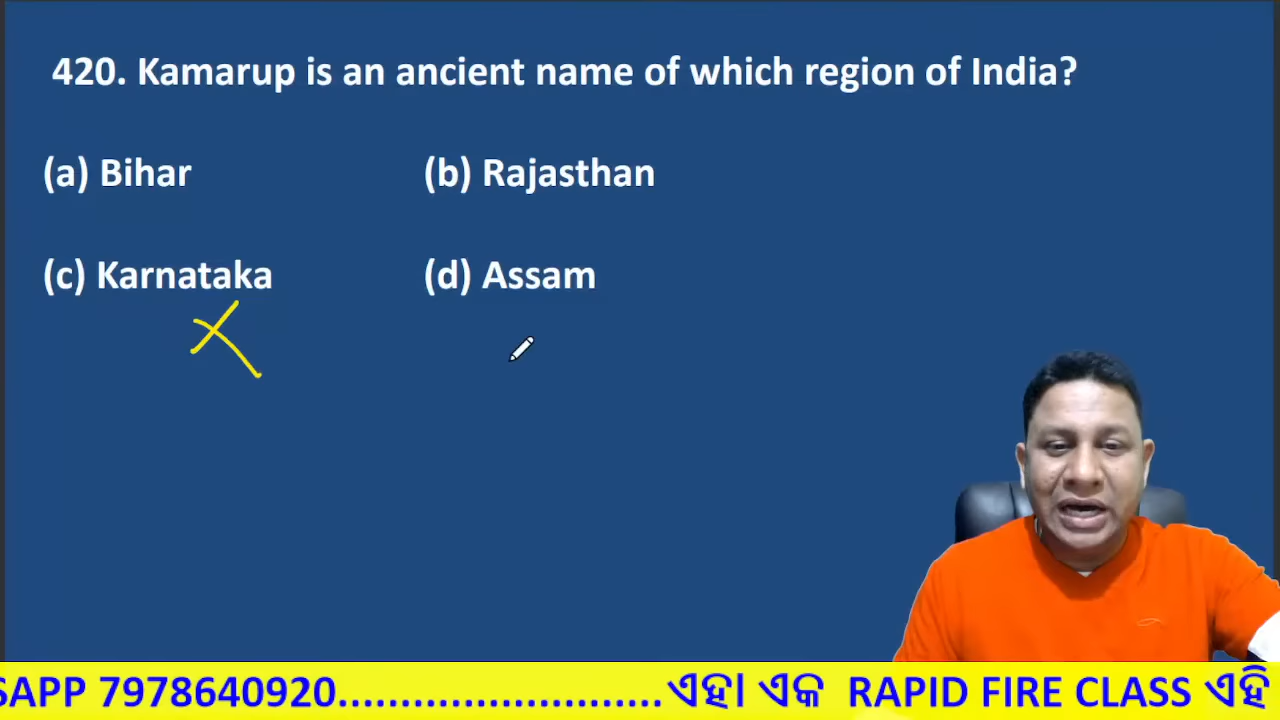 420. Kamarup is an ancient name of which region of India?
(a) Bihar (b) Rajasthan
(c) Karnataka (d) Assam
SAPP 7978640920.......................... ଏହା ଏକ RAPID FIRE CLASS ଏହି